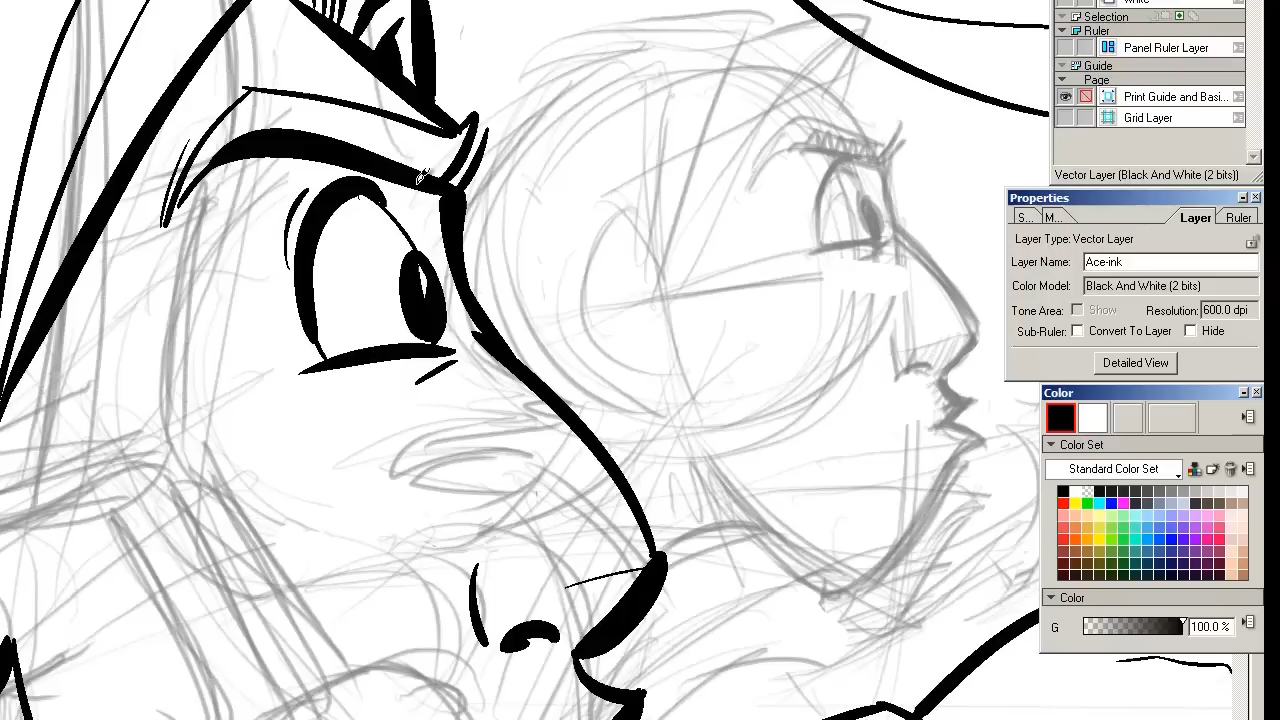 White
Selection
Ruler
Panel Ruler Layer
Guide
Page
Print Guide and Basi...
Grid Layer
Vector Layer (Black And White (2 bits))
Properties
S... M... Layer Ruler
Layer Type: Vector Layer
Layer Name: Ace-ink
Color Model: Black And White (2 bits)
Tone Area: Show Resolution: 600.0 dpi
Sub-Ruler: Convert To Layer Hide
Detailed View
Color
Color Set
Standard Color Set
Color
G 100.0 %